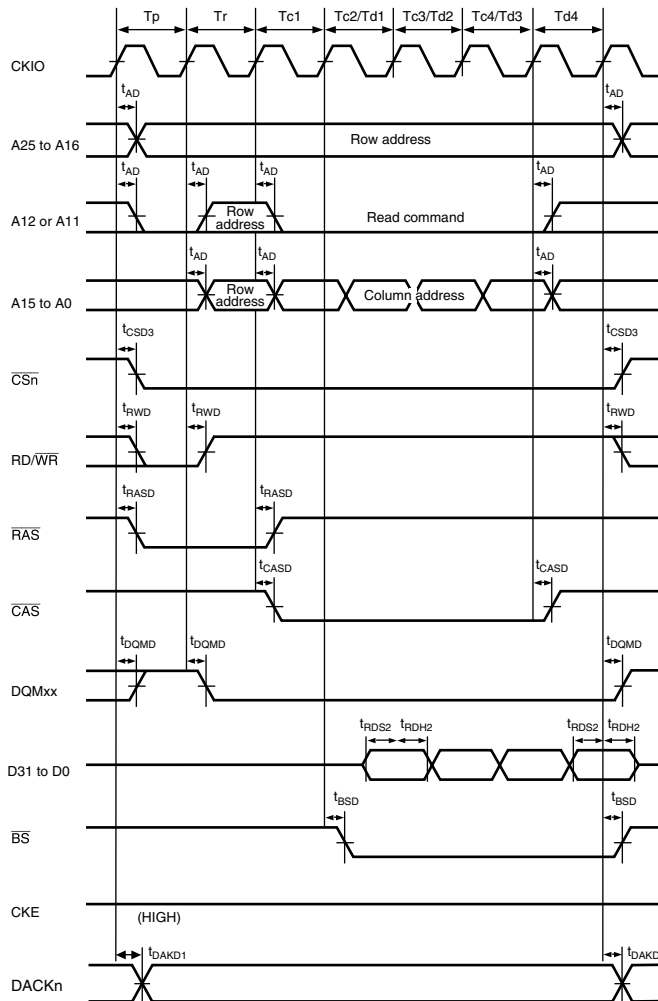 Tp Tr Tc1 Tc2/Td1 Tc3/Td2 Tc4/Td3 Td4
CKIO
tAD tAD
A25 to A16 Row address
tAD tAD tAD tAD
A12 or A11 Row address Read command
tAD tAD tAD
A15 to A0 Row address Column address
tCSD3 tCSD3
CSn
tRWD tRWD tRWD
RD/WR
tRASD tRASD
RAS
tCASD tCASD
CAS
tDQMD tDQMD tDQMD
DQMxx
tRDS2 tRDH2 tRDS2 tRDH2
D31 to D0
tBSD tBSD
BS
CKE
(HIGH)
tDAKD1 tDAKD
DACKn